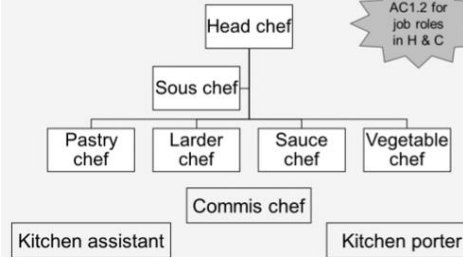 Head chef
AC1.2 for
job roles
in H & C
Sous chef
Pastry
chef
Larder
chef
Sauce
chef
Vegetable
chef
Commis chef
Kitchen assistant
Kitchen porter